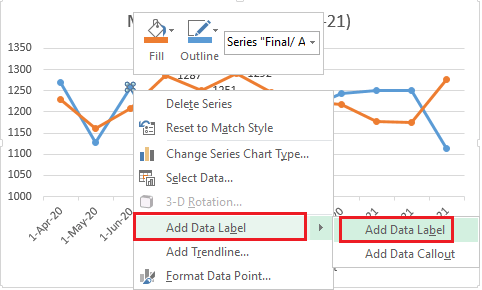 -21)
Fill
Outline
Series "Final/ A
1350
1300
1250
1200
1150
1100
1050
1000
1287
1251
Delete Series
Reset to Match Style
Change Series Chart Type...
Select Data...
3-D Rotation...
Add Data Label
Add Trendline...
Format Data Point...
Add Data Label
Add Data Callout
1-Apr-20
1-May-20
1-Jun-20
20
21
21
21